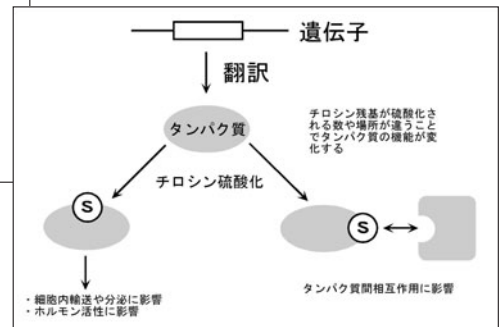 遺伝子
翻訳
タンパク質
チロシン残基が硫酸化さ
れる数や場所が違うこと
でタンパク質の機能が変
化する
チロシン硫酸化
S
S
・細胞内輸送や分泌に影響
・ホルモン活性に影響
タンパク質間相互作用に影響